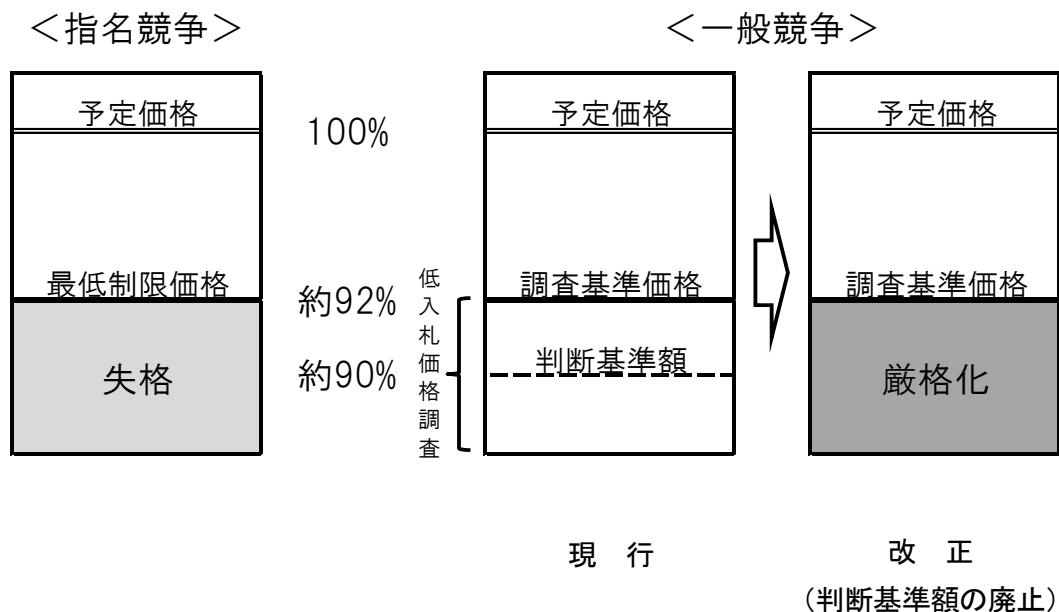 ＜指名競争＞
＜一般競争＞
予定価格
100%
予定価格
予定価格
最低制限価格
約92%
低入札価格調査
調査基準価格
調査基準価格
失格
約90%
判断基準額
厳格化
現 行
改 正
(判断基準額の廃止)